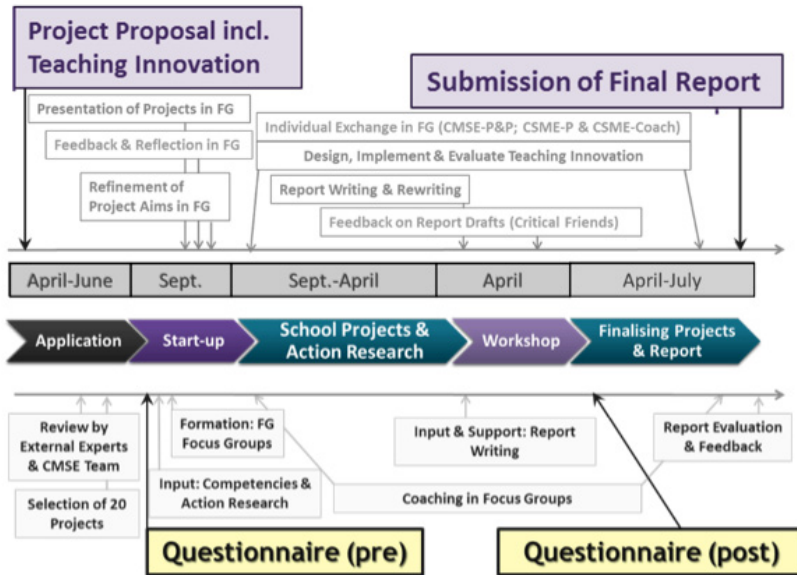 Project Proposal incl.
Teaching Innovation
Submission of Final Report
Presentation of Projects in FG
Feedback & Reflection in FG
Refinement of
Project Aims in FG
Individual Exchange in FG (CMSE-P&P; CSME-P & CSME-Coach)
Design, Implement & Evaluate Teaching Innovation
Report Writing & Rewriting
Feedback on Report Drafts (Critical Friends)
April-June
Sept.
Sept.-April
April
April-July
Application
Start-up
School Projects &
Action Research
Workshop
Finalising Projects
& Report
Review by
External Experts
& CMSE Team
Selection of 20
Projects
Formation: FG
Focus Groups
Input: Competencies &
Action Research
Input & Support: Report
Writing
Coaching in Focus Groups
Report Evaluation
& Feedback
Questionnaire (pre)
Questionnaire (post)